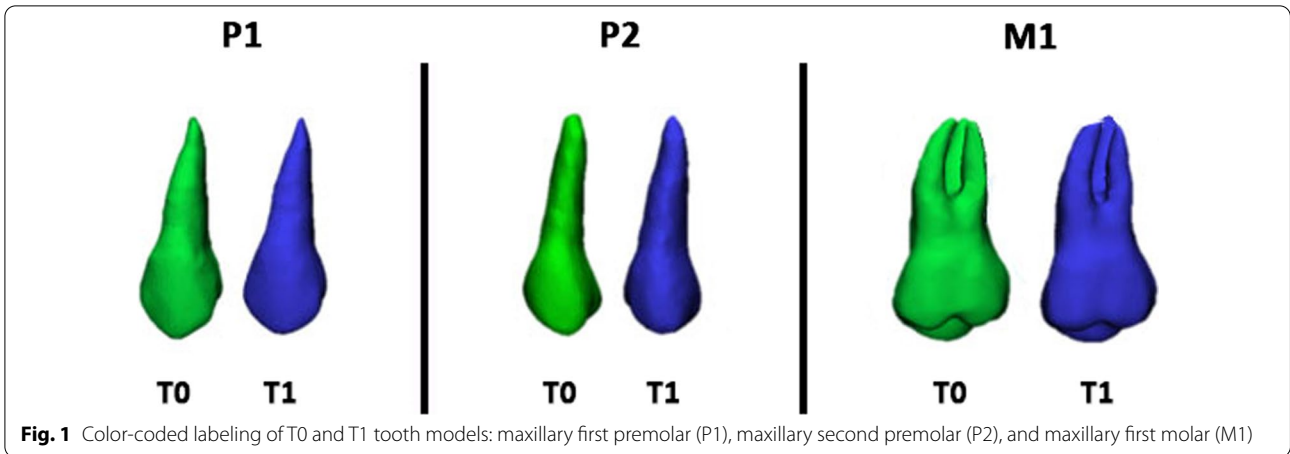 P1 P2 M1
T0 T1 T0 T1 T0 T1
Fig. 1 Color-coded labeling of T0 and T1 tooth models: maxillary first premolar (P1), maxillary second premolar (P2), and maxillary first molar (M1)